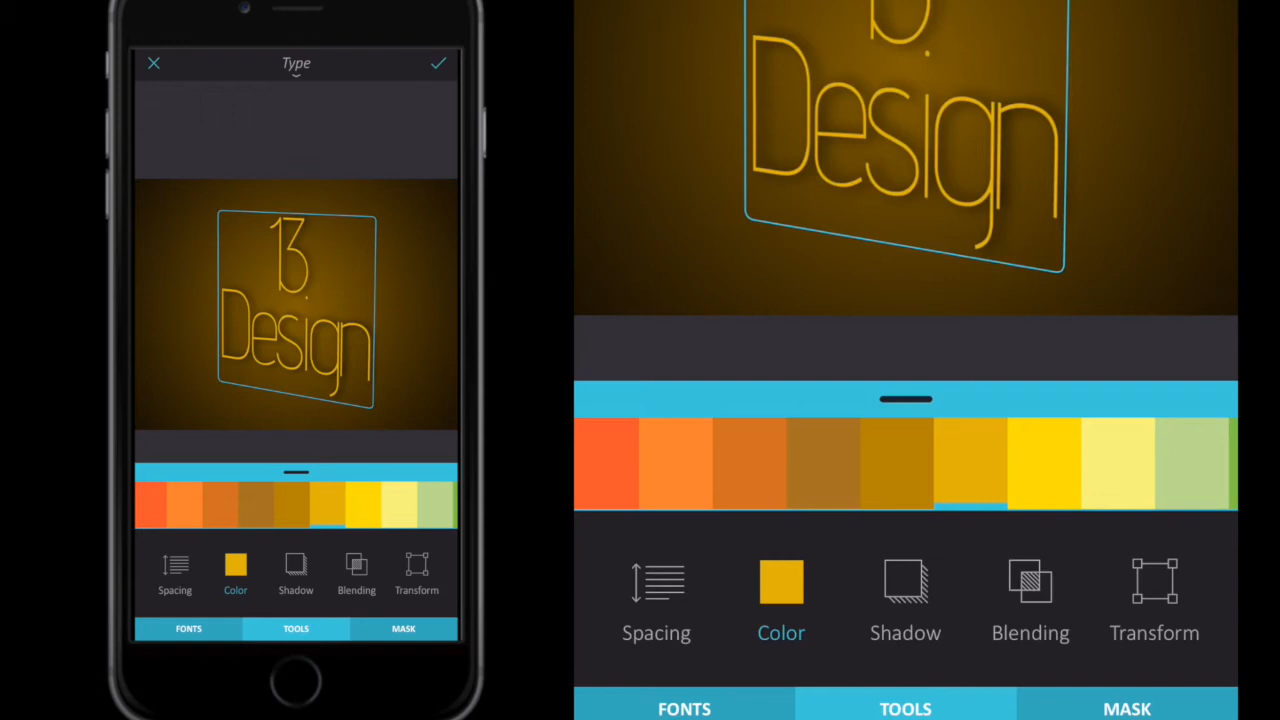 Type
13.
Design
Spacing
Color
Shadow
Blending
Transform
FONTS
TOOLS
MASK
Design
Spacing
Color
Shadow
Blending
Transform
FONTS
TOOLS
MASK